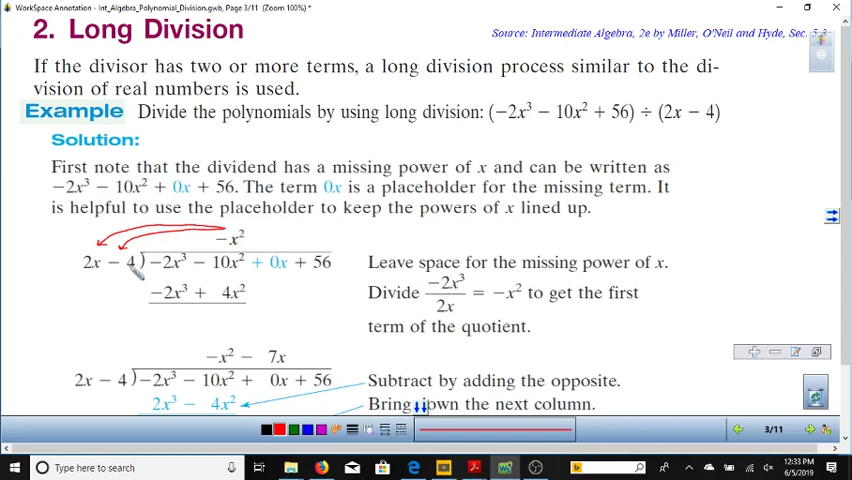 WorkSpace Annotation - Int_Algebra_Polynomial_Division.gwb, Page 3/11 (Zoom 100%) *
2. Long Division
Source: Intermediate Algebra, 2e by Miller, O'Neil and Hyde, Sec. 5.3
If the divisor has two or more terms, a long division process similar to the di-
vision of real numbers is used.
Example Divide the polynomials by using long division: (−2x³ − 10x² + 56) ÷ (2x − 4)
Solution:
First note that the dividend has a missing power of x and can be written as
−2x³ − 10x² + 0x + 56. The term 0x is a placeholder for the missing term. It
is helpful to use the placeholder to keep the powers of x lined up.
−x²
2x − 4)−2x³ − 10x² + 0x + 56 Leave space for the missing power of x.
−2x³ + 4x² Divide −2x³/2x = −x² to get the first
term of the quotient.
−x² − 7x
2x − 4)−2x³ − 10x² + 0x + 56 Subtract by adding the opposite.
2x³ − 4x² Bring down the next column.
3/11
Type here to search
12:33 PM
6/5/2019